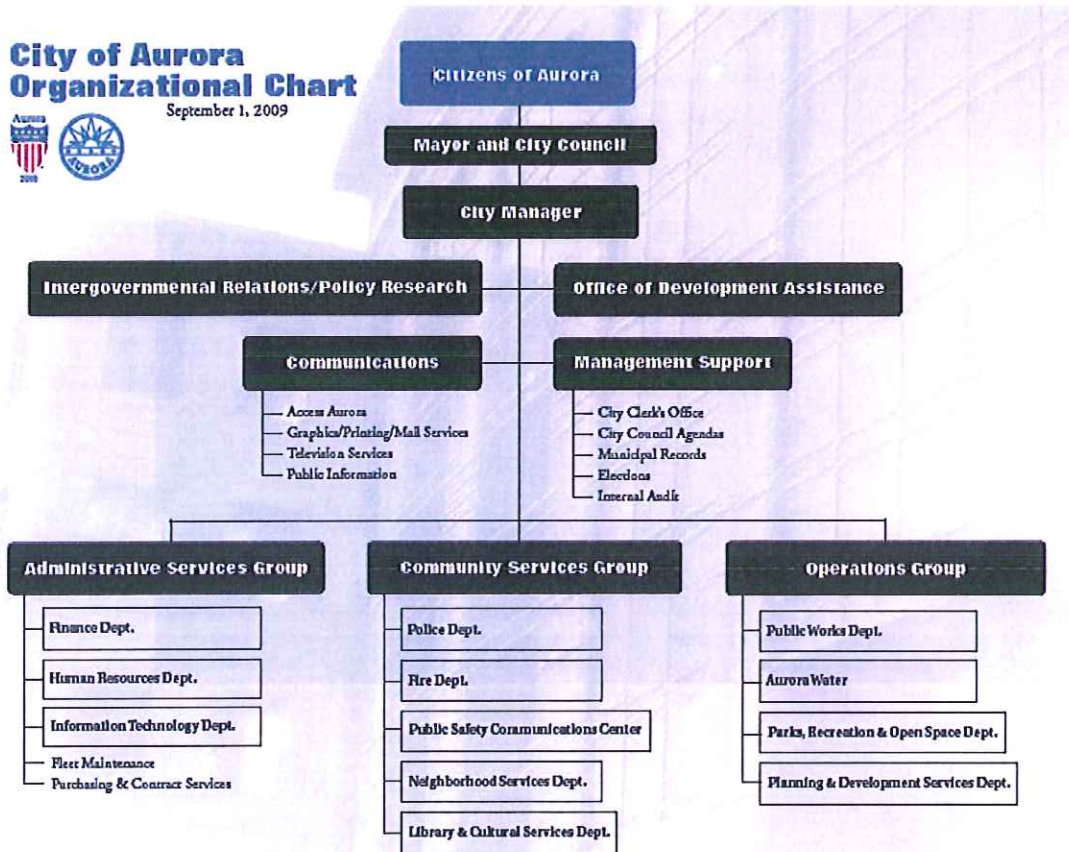 City of Aurora
Organizational Chart
September 1, 2009
Aurora
AURORA
Citizens of Aurora
Mayor and City Council
City Manager
Intergovernmental Relations/Policy Research
Office of Development Assistance
Communications
Access Aurora
Graphics/Printing/Mail Services
Television Services
Public Information
Management Support
City Clerk's Office
City Council Agendas
Municipal Records
Elections
Internal Audit
Administrative Services Group
Finance Dept.
Human Resources Dept.
Information Technology Dept.
Fleet Maintenance
Purchasing & Contract Services
Community Services Group
Police Dept.
Fire Dept.
Public Safety Communications Center
Neighborhood Services Dept.
Library & Cultural Services Dept.
Operations Group
Public Works Dept.
Aurora Water
Parks, Recreation & Open Space Dept.
Planning & Development Services Dept.